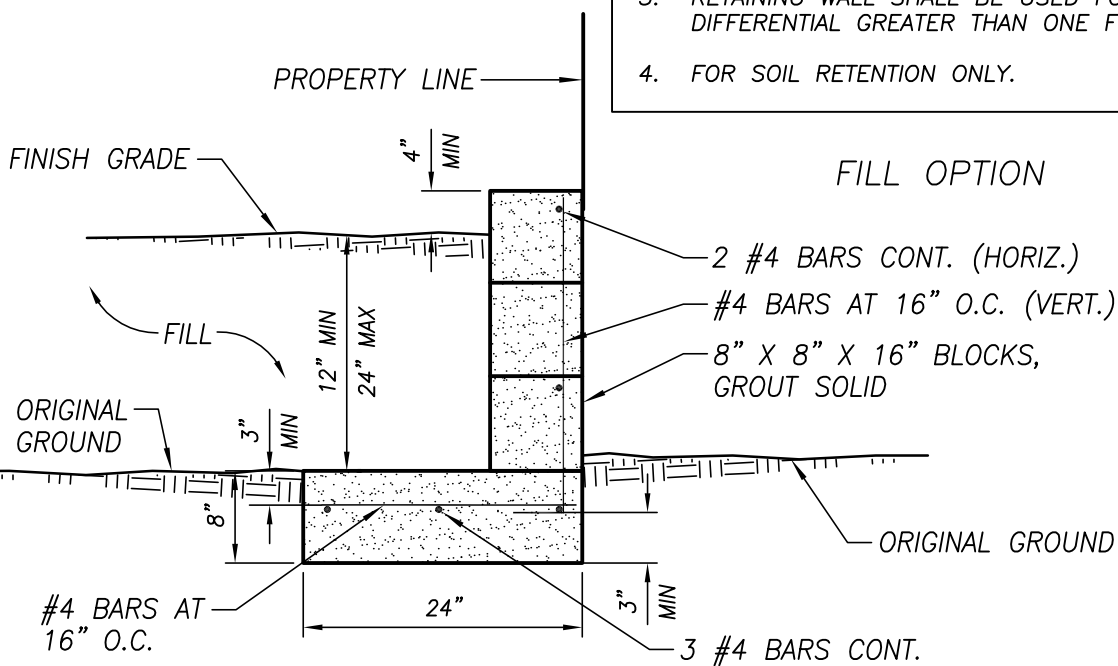 3. RETAINING WALL SHALL BE USED
DIFFERENTIAL GREATER THAN ONE
4. FOR SOIL RETENTION ONLY.
PROPERTY LINE
4" MIN
FINISH GRADE
FILL OPTION
2 #4 BARS CONT. (HORIZ.)
#4 BARS AT 16" O.C. (VERT.)
FILL
12" MIN
24" MAX
8" X 8" X 16" BLOCKS,
GROUT SOLID
ORIGINAL
GROUND
3" MIN
8"
ORIGINAL GROUND
#4 BARS AT
16" O.C.
24"
3" MIN
3 #4 BARS CONT.